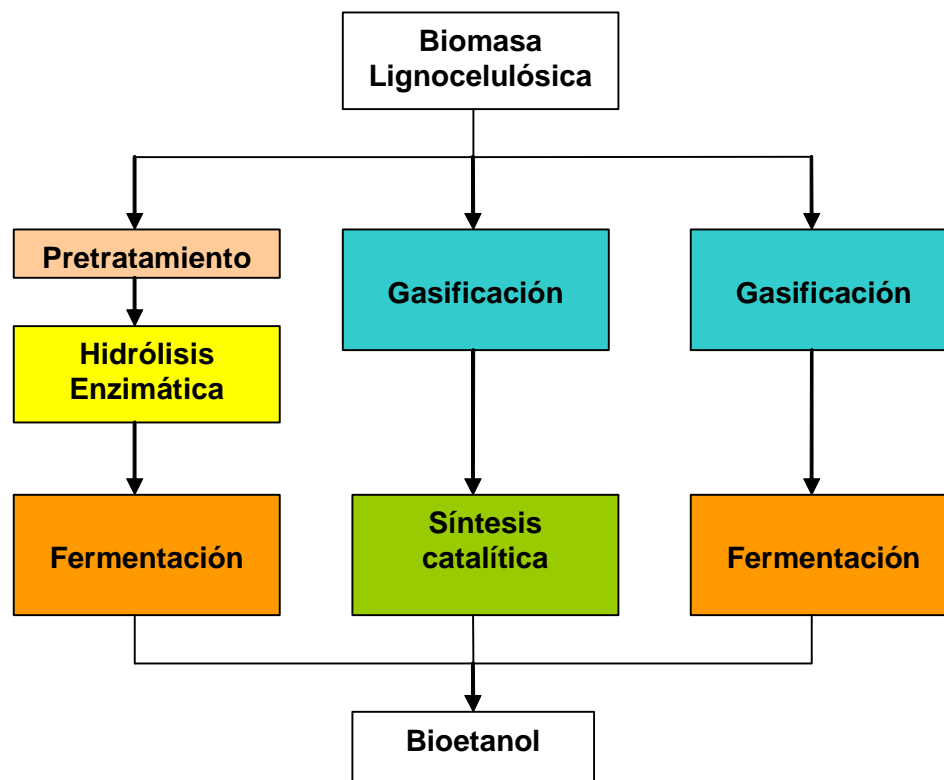 Biomasa
Lignocelulósica
Pretratamiento
Gasificación
Gasificación
Hidrólisis
Enzimática
Fermentación
Síntesis
catalítica
Fermentación
Bioetanol